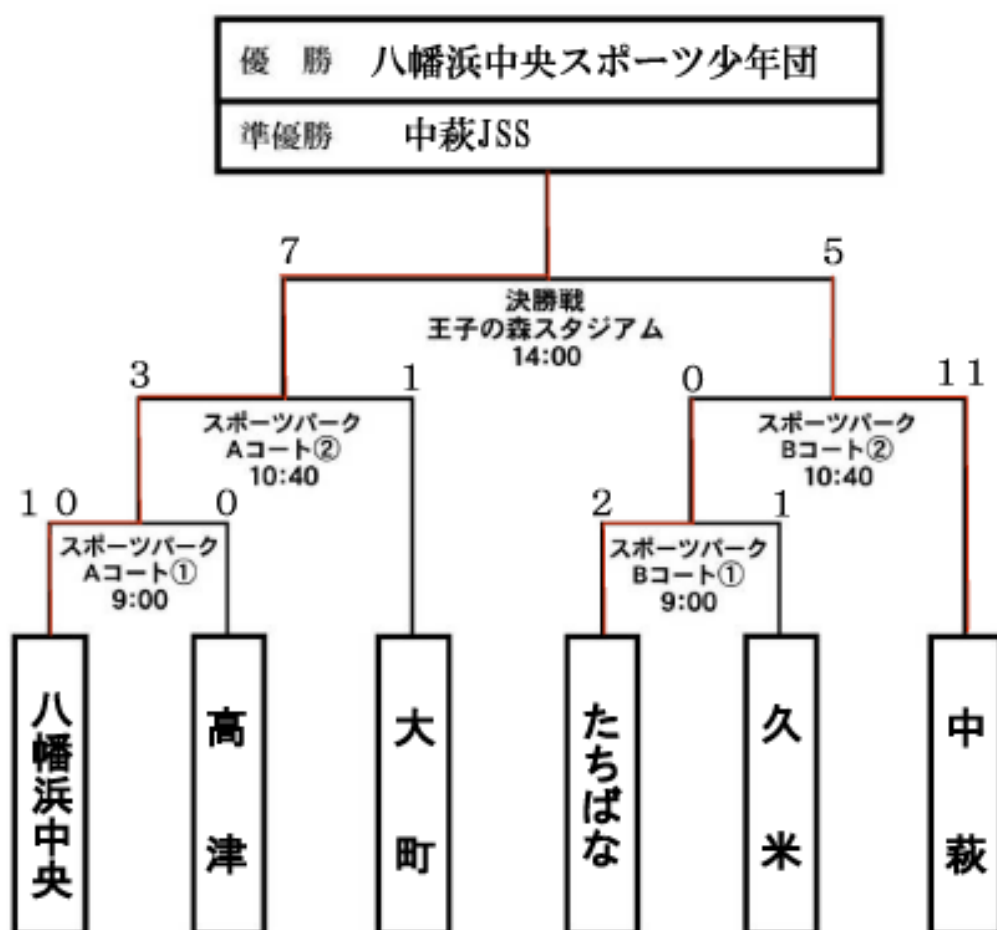 優　勝　八幡浜中央スポーツ少年団
準優勝　中萩JSS
7
5
決勝戦
王子の森スタジアム
14:00
3
1
0
11
スポーツパーク
Aコート②
10:40
スポーツパーク
Bコート②
10:40
10
0
2
1
スポーツパーク
Aコート①
9:00
スポーツパーク
Bコート①
9:00
八幡浜中央
高津
大町
たちばな
久米
中萩